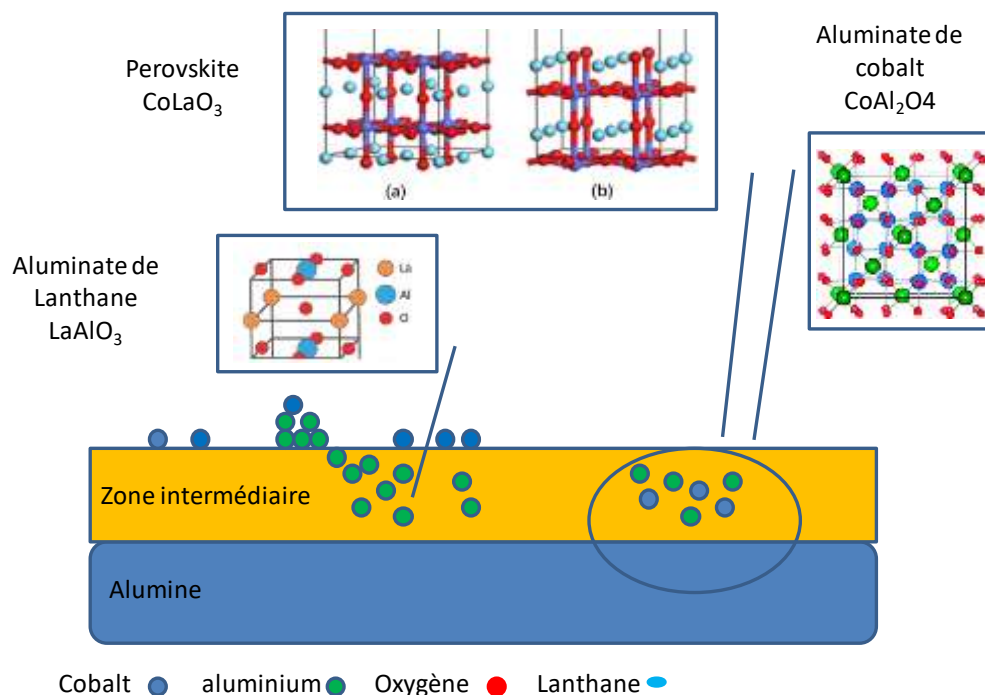 Perovskite
CoLaO₃
(a)
(b)
Aluminate de
cobalt
CoAl₂O4
Aluminate de
Lanthane
LaAlO₃
La
Al
O
Zone intermédiaire
Alumine
Cobalt
aluminium
Oxygène
Lanthane